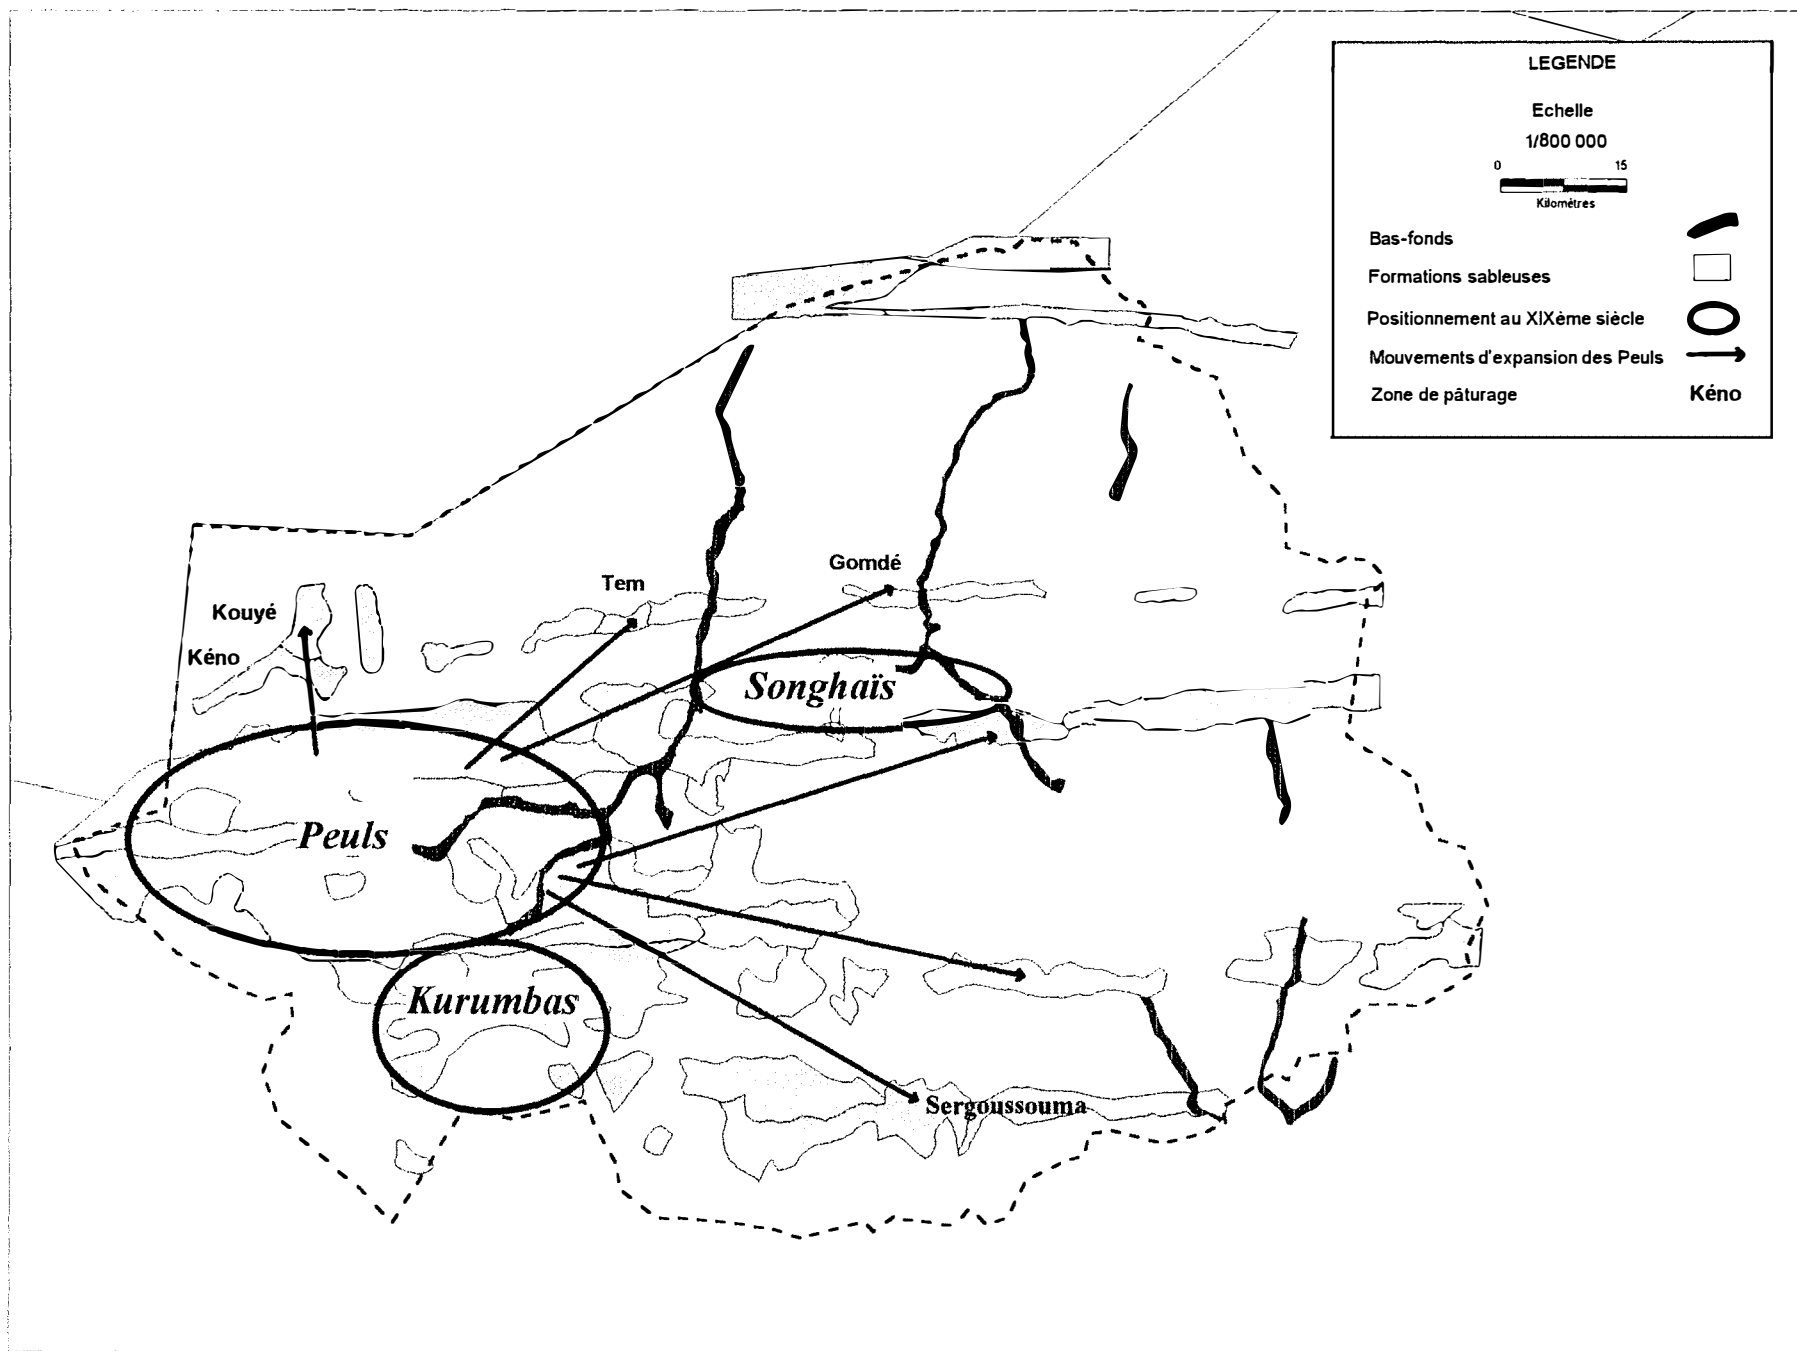 LEGENDE
Echelle
1/800 000
0 15
Kilomètres
Bas-fonds
Formations sableuses
Positionnement au XIXème siècle
Mouvements d'expansion des Peuls
Zone de pâturage Kéno
Gomdé
Tem
Kouyé
Kéno
Songhaïs
Peuls
Kurumbas
Sergoussouma